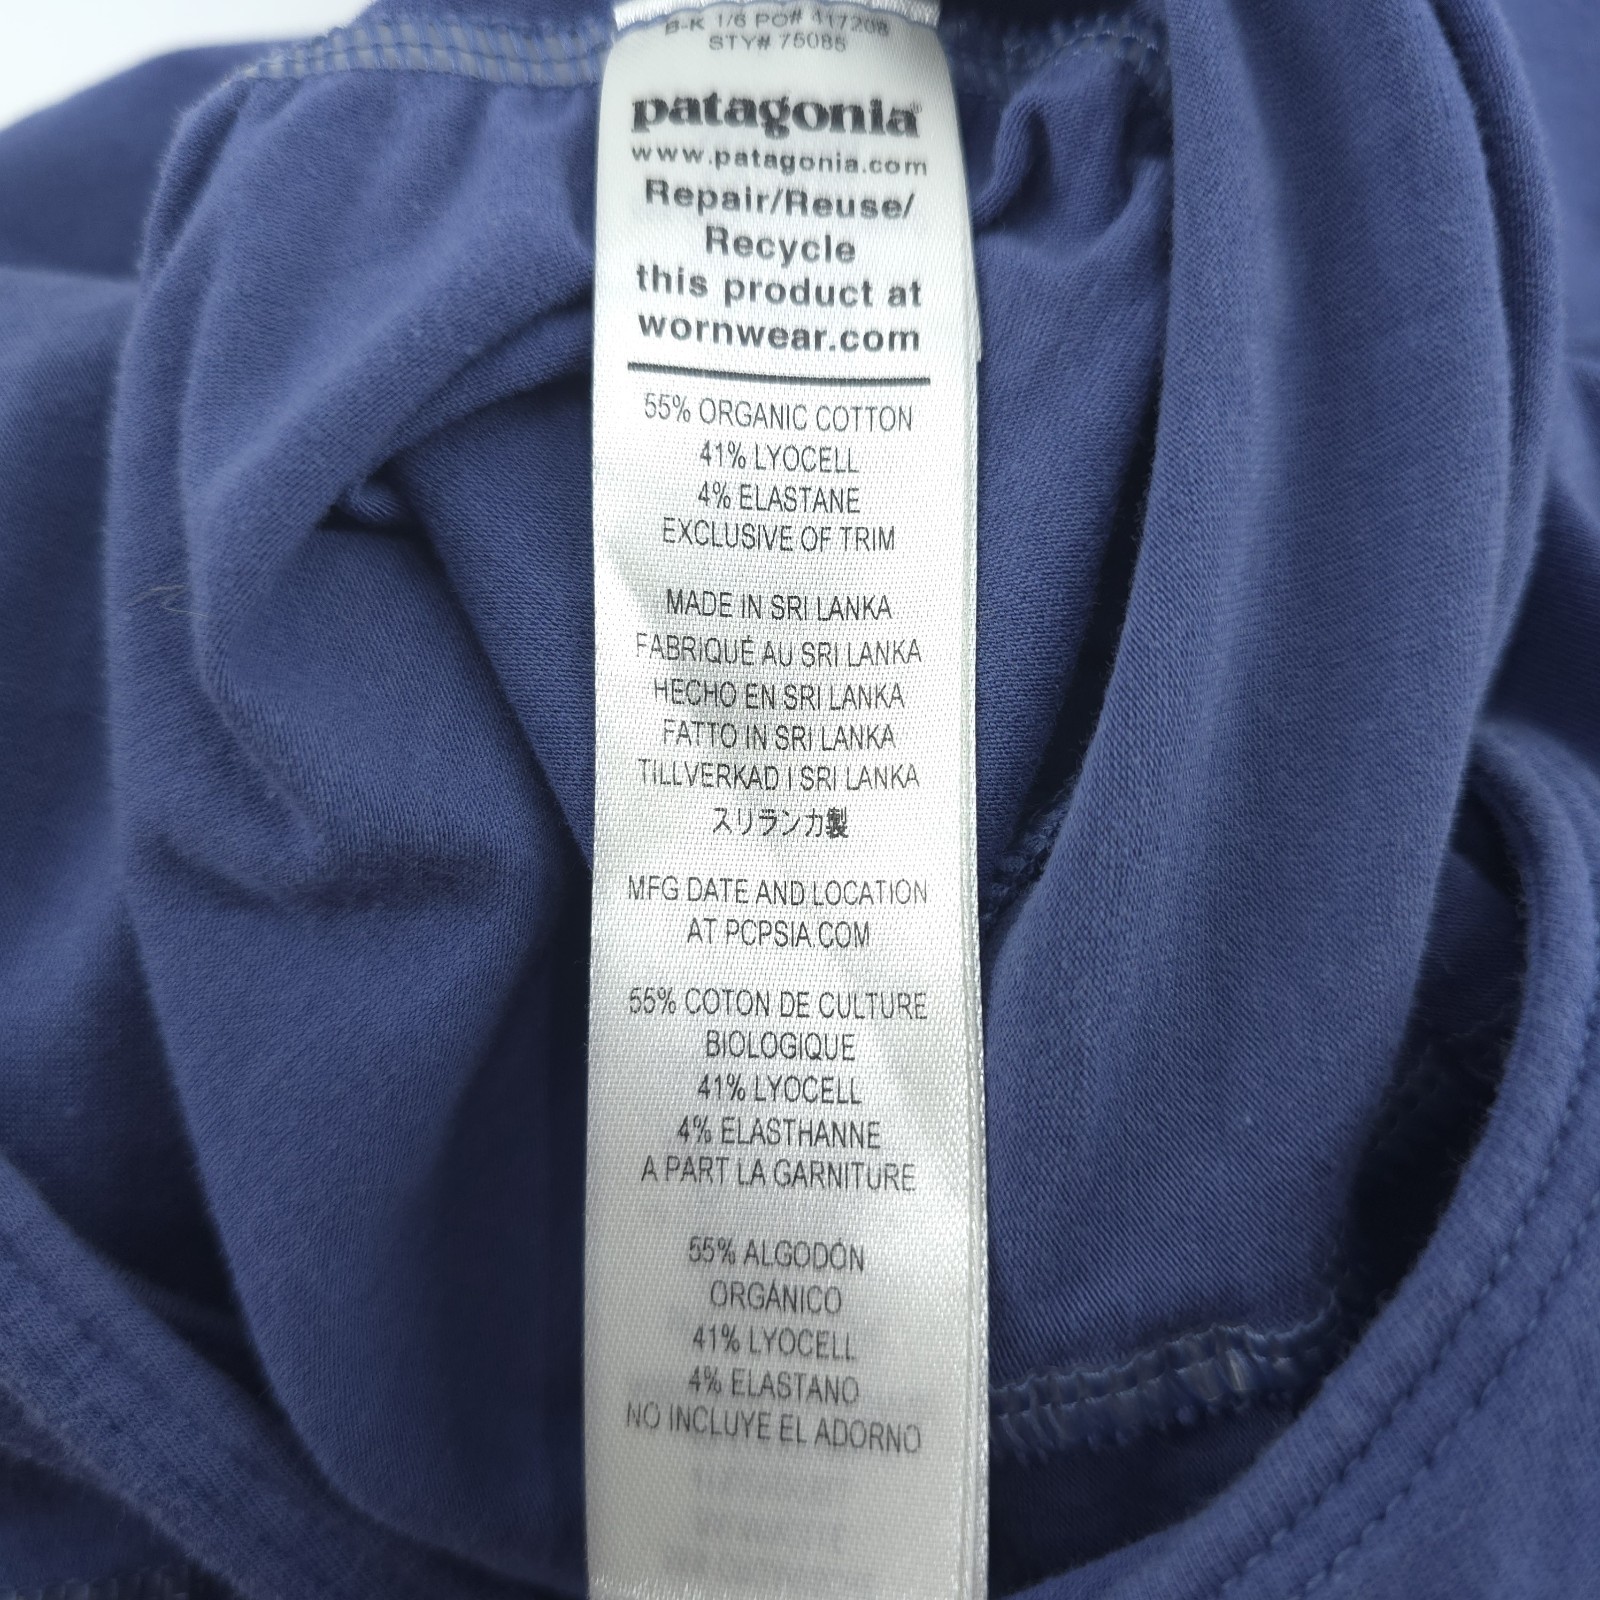 B-K 1/6 PO# 417208
STY# 75085
patagonia®
www.patagonia.com
Repair/Reuse/
Recycle
this product at
wornwear.com
55% ORGANIC COTTON
41% LYOCELL
4% ELASTANE
EXCLUSIVE OF TRIM
MADE IN SRI LANKA
FABRIQUÉ AU SRI LANKA
HECHO EN SRI LANKA
FATTO IN SRI LANKA
TILLVERKAD I SRI LANKA
スリランカ製
MFG DATE AND LOCATION
AT PCPSIA.COM
55% COTON DE CULTURE
BIOLOGIQUE
41% LYOCELL
4% ELASTHANNE
A PART LA GARNITURE
55% ALGODÓN
ORGÁNICO
41% LYOCELL
4% ELASTANO
NO INCLUYE EL ADORNO